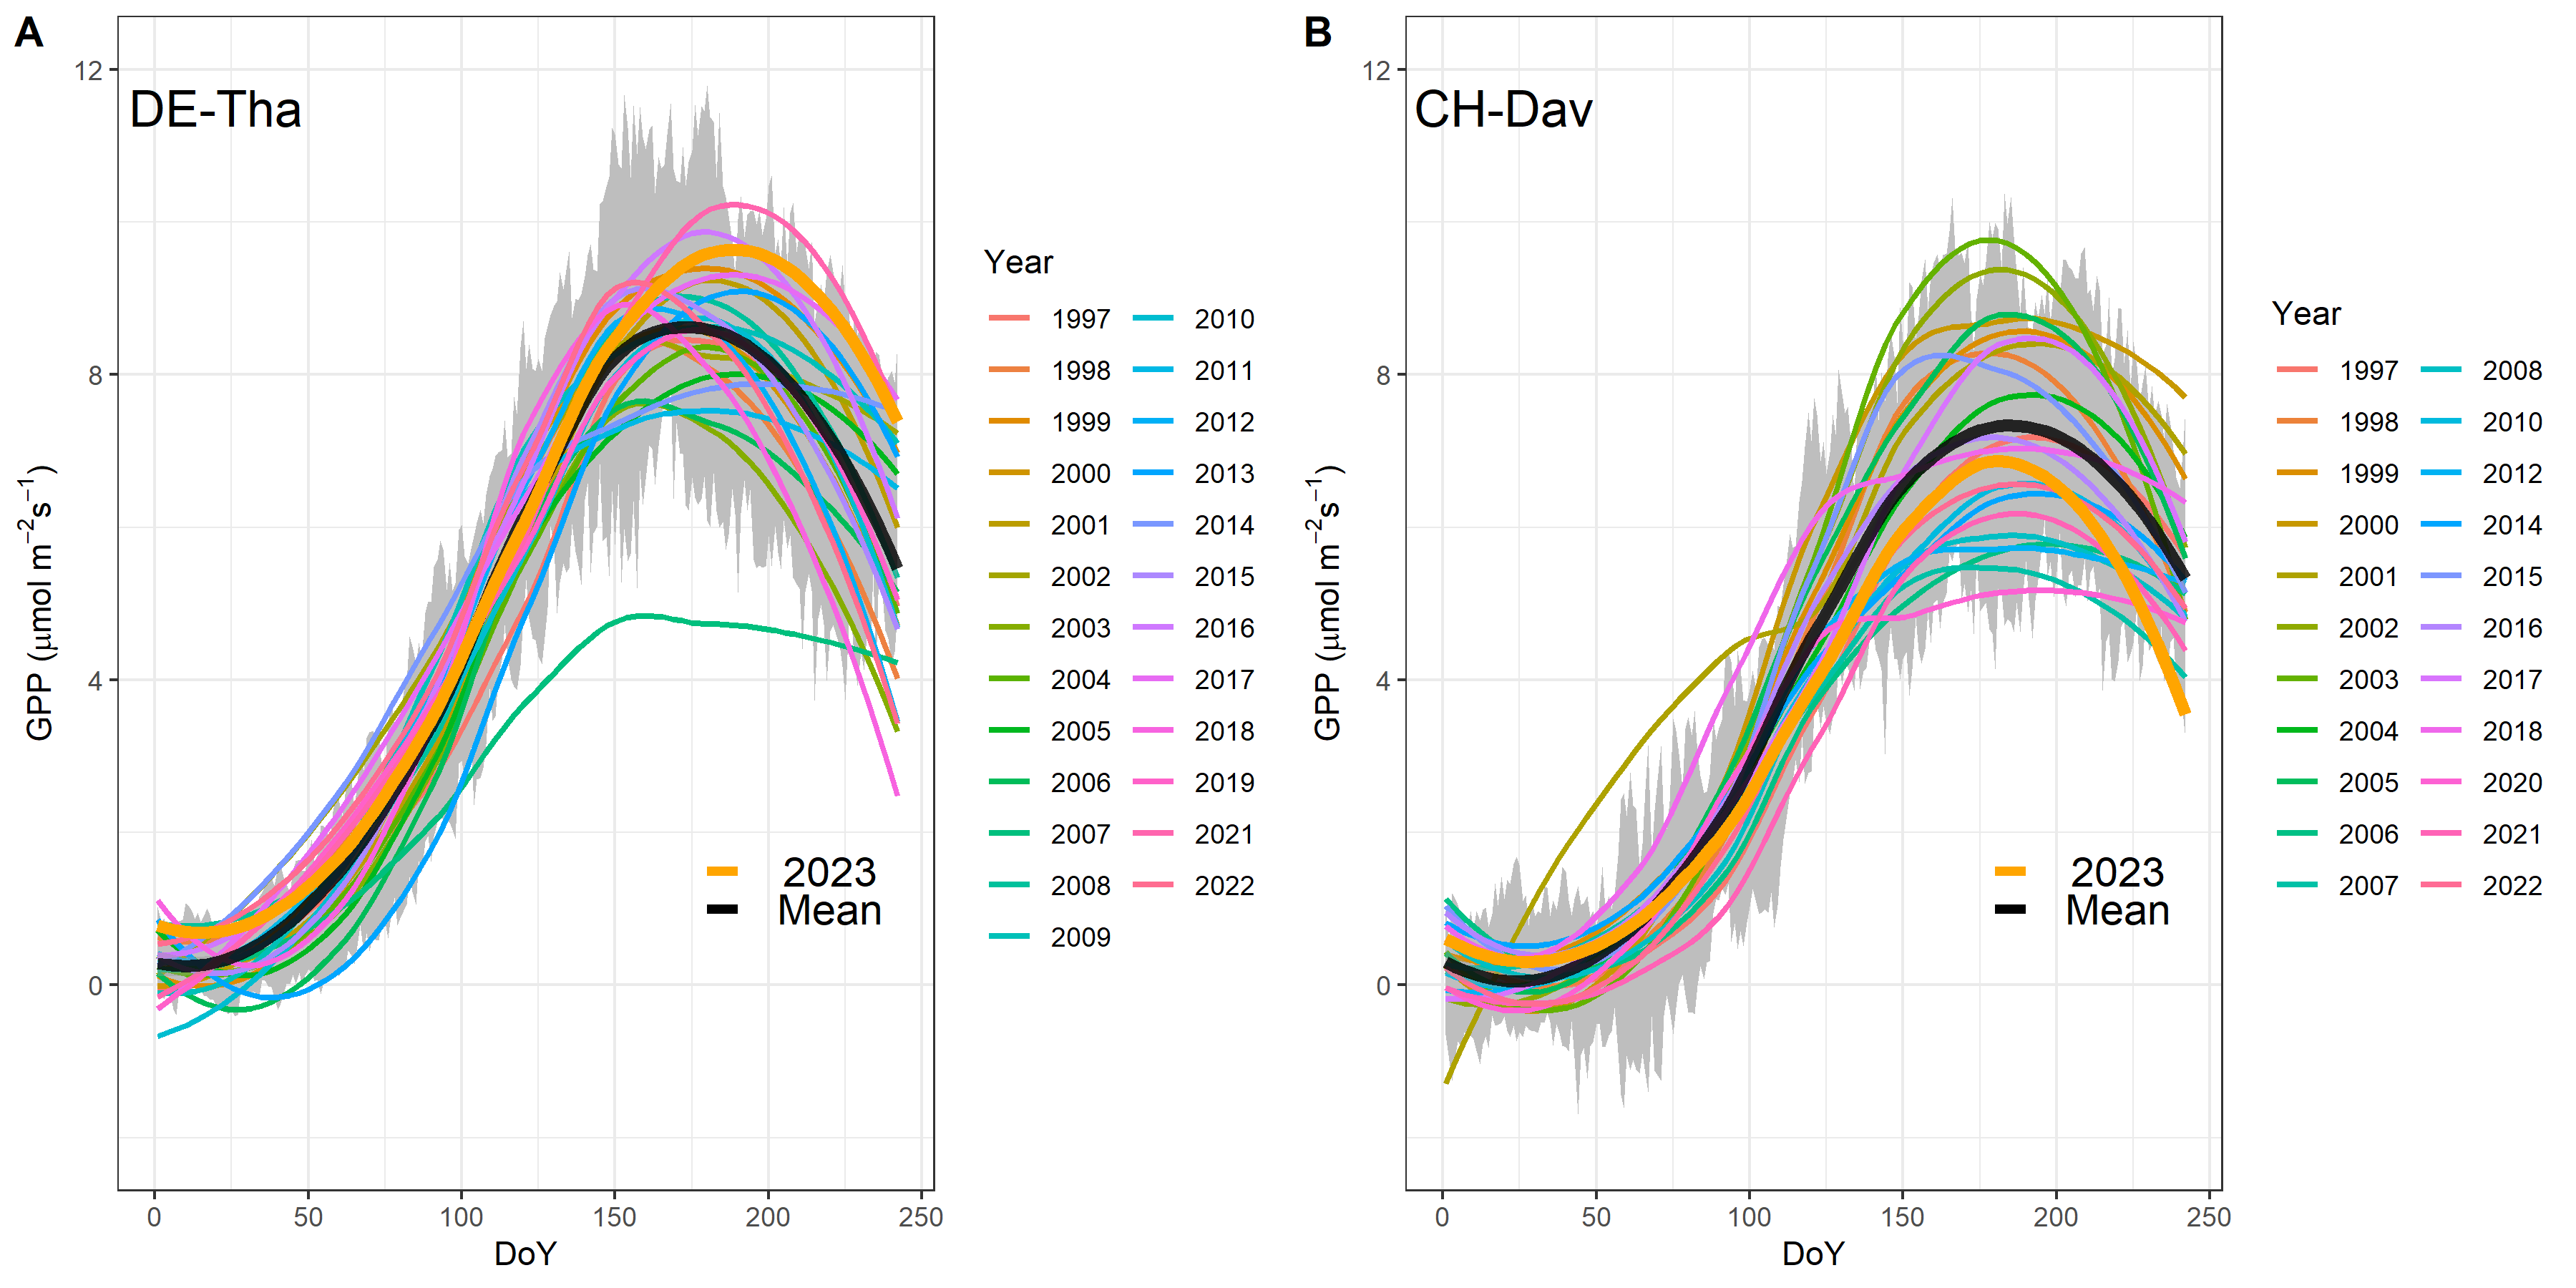 A
B
12
8
4
0
DE-Tha
GPP (μmol m⁻²s⁻¹)
2023
Mean
0 50 100 150 200 250
DoY
Year
1997 2010
1998 2011
1999 2012
2000 2013
2001 2014
2002 2015
2003 2016
2004 2017
2005 2018
2006 2019
2007 2021
2008 2022
2009
12
8
4
0
CH-Dav
GPP (μmol m⁻²s⁻¹)
2023
Mean
0 50 100 150 200 250
DoY
Year
1997 2008
1998 2010
1999 2012
2000 2014
2001 2015
2002 2016
2003 2017
2004 2018
2005 2020
2006 2021
2007 2022